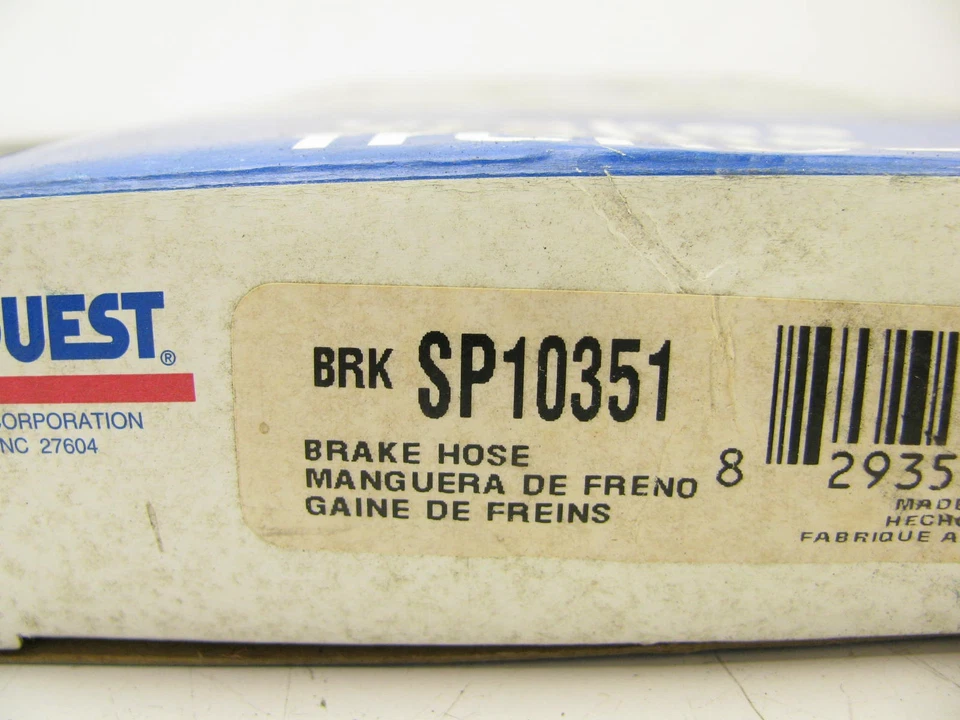 UEST®
CORPORATION
NC 27604
BRK SP10351
BRAKE HOSE
MANGUERA DE FRENO
GAINE DE FREINS
8 2935
MADE
HECHO
FABRIQUE A